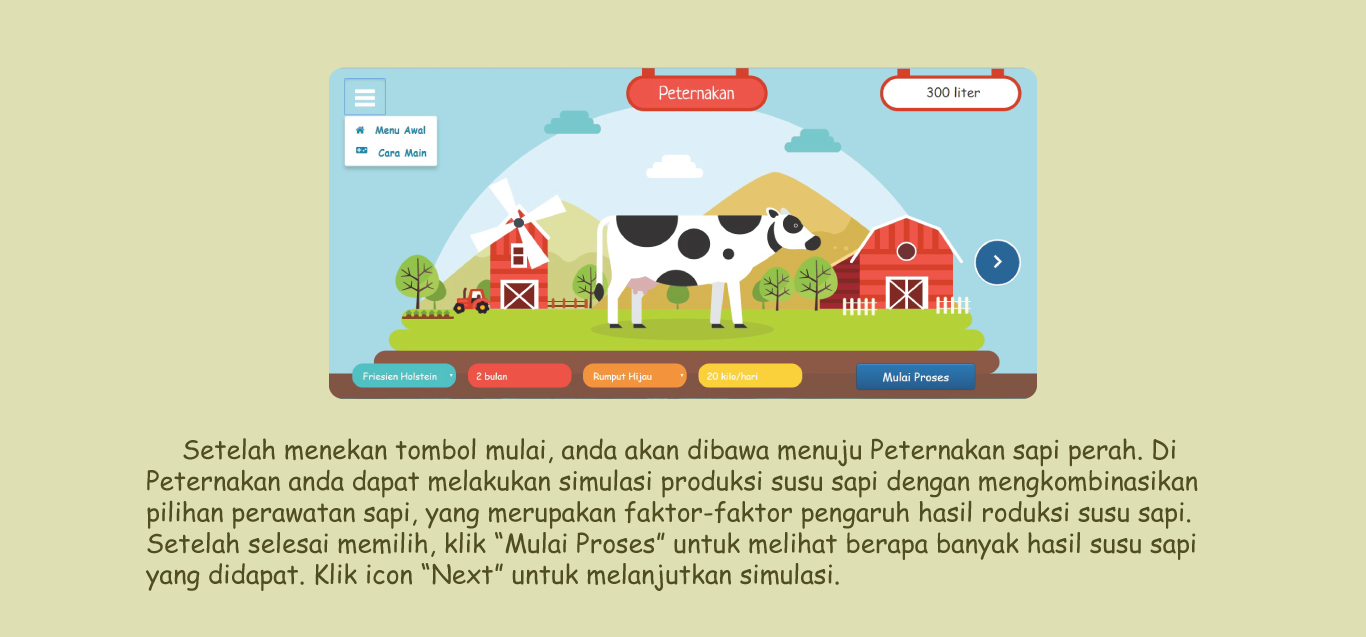 Peternakan
300 liter
Menu Awal
Cara Main
Friesien Holstein
2 bulan
Rumput Hijau
20 kilo/hari
Mulai Proses
Setelah menekan tombol mulai, anda akan dibawa menuju Peternakan sapi perah. Di
Peternakan anda dapat melakukan simulasi produksi susu sapi dengan mengkombinasikan
pilihan perawatan sapi, yang merupakan faktor-faktor pengaruh hasil roduksi susu sapi.
Setelah selesai memilih, klik “Mulai Proses” untuk melihat berapa banyak hasil susu sapi
yang didapat. Klik icon “Next” untuk melanjutkan simulasi.